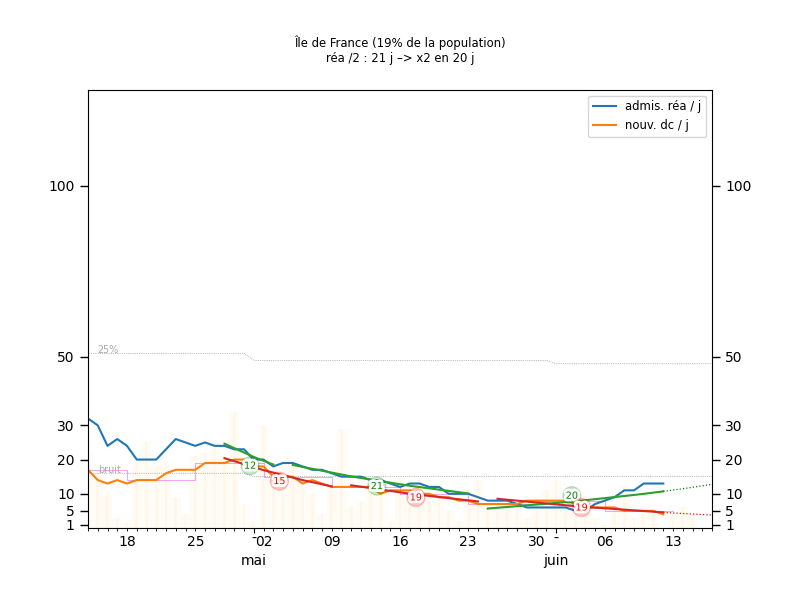 Île de France (19% de la population)
réa /2 : 21 j –> x2 en 20 j
admis. réa / j
nouv. dc / j
100 100
50 50
30 30
20 20
10 10
5 5
1 1
25%
bruit
12
15
21
19
20
19
18 25 02 09 16 23 30 06 13
mai juin